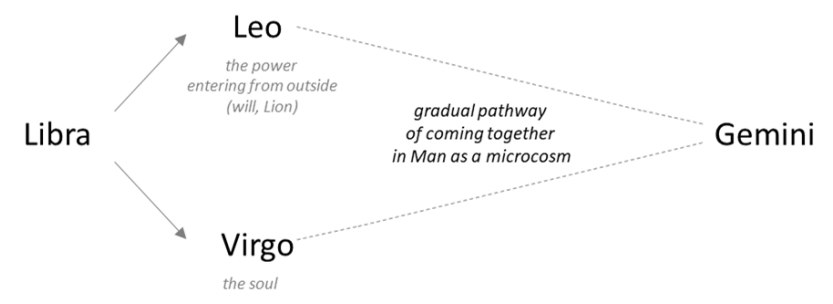 Leo
the power
entering from outside
(will, Lion)
gradual pathway
of coming together
in Man as a microcosm
Libra
Gemini
Virgo
the soul